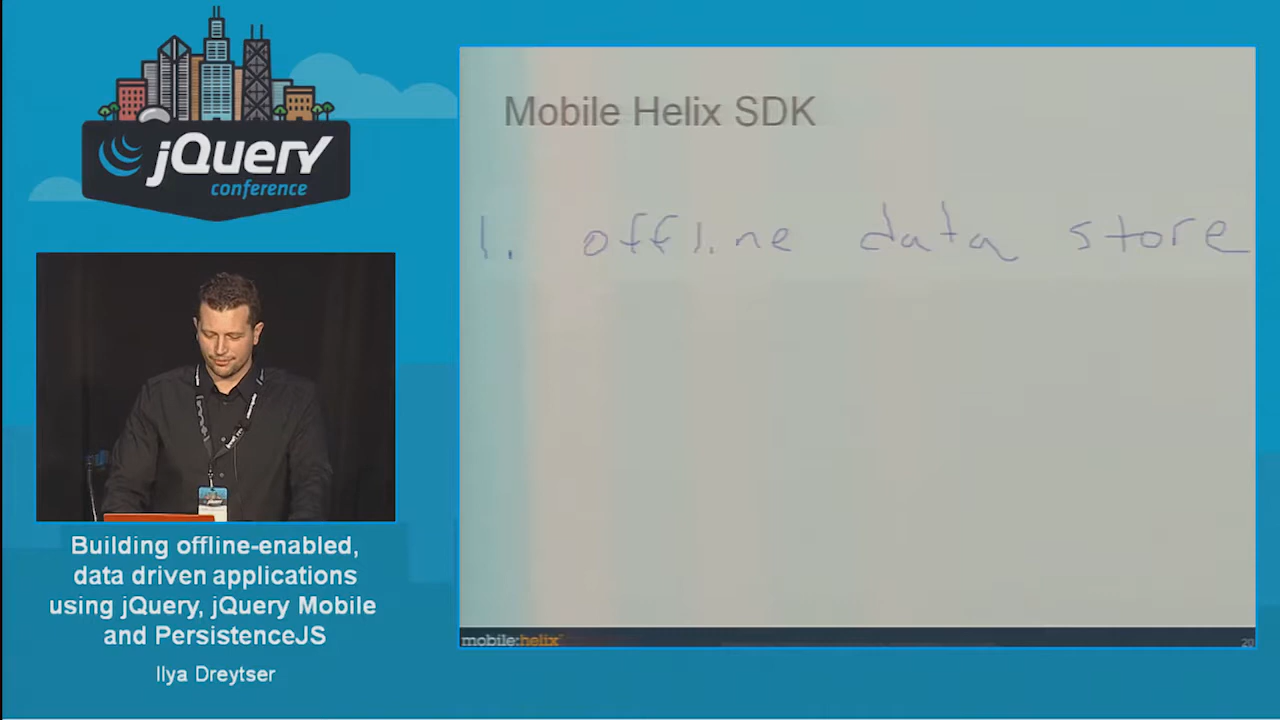 jQuery
conference
Building offline-enabled,
data driven applications
using jQuery, jQuery Mobile
and PersistenceJS
Ilya Dreytser
Mobile Helix SDK
1. offline data store
mobile:helix
20